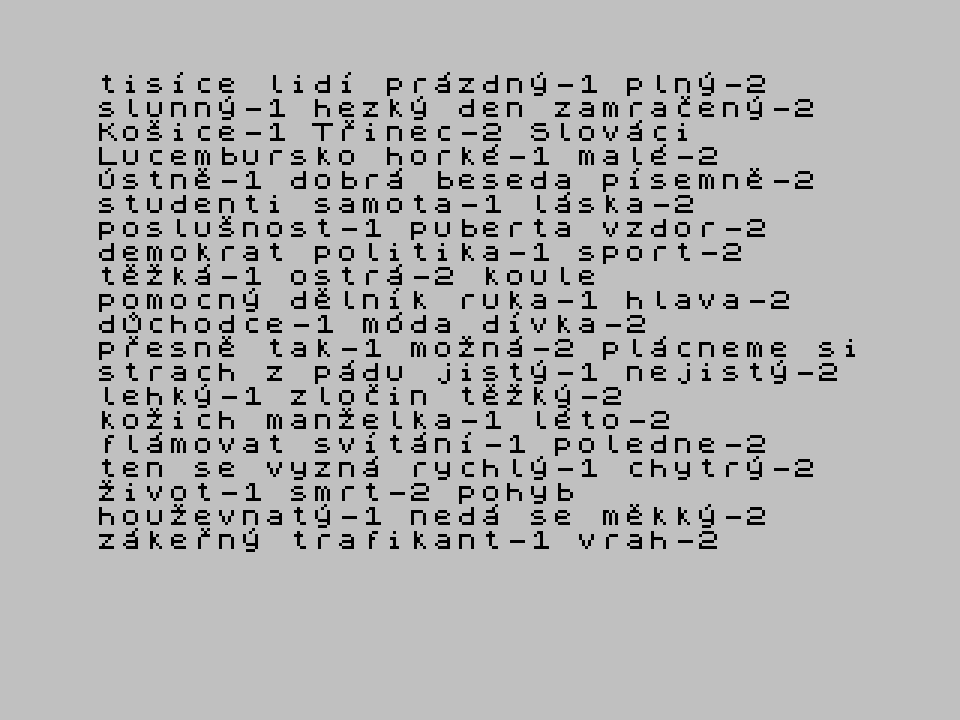 tisíce lidí prázdný-1 plný-2
slunný-1 hezký den zamračený-2
Košice-1 Třinec-2 Slováci
Lucembursko horké-1 malé-2
ústně-1 dobrá beseda písemně-2
studenti samota-1 láska-2
poslušnost-1 puberta vzdor-2
demokrat politika-1 sport-2
těžká-1 ostrá-2 koule
pomocný dělník ruka-1 hlava-2
důchodce-1 móda dívka-2
přesně tak-1 možná-2 plácneme si
strach z pádu jistý-1 nejistý-2
lehký-1 zločin těžký-2
kožich manželka-1 léto-2
flámovat svítání-1 poledne-2
ten se vyzná rychlý-1 chytrý-2
život-1 smrt-2 pohyb
houževnatý-1 nedá se měkký-2
zákeřný trafikant-1 vrah-2